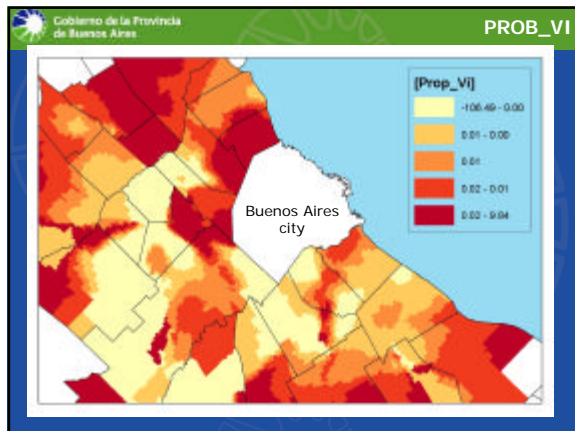 Gobierno de la Provincia
de Buenos Aires
PROB_VI
[Prop_Vi]
-106.49 - 0.00
0.01 - 0.00
0.01
0.02 - 0.01
0.02 - 9.84
Buenos Aires
city